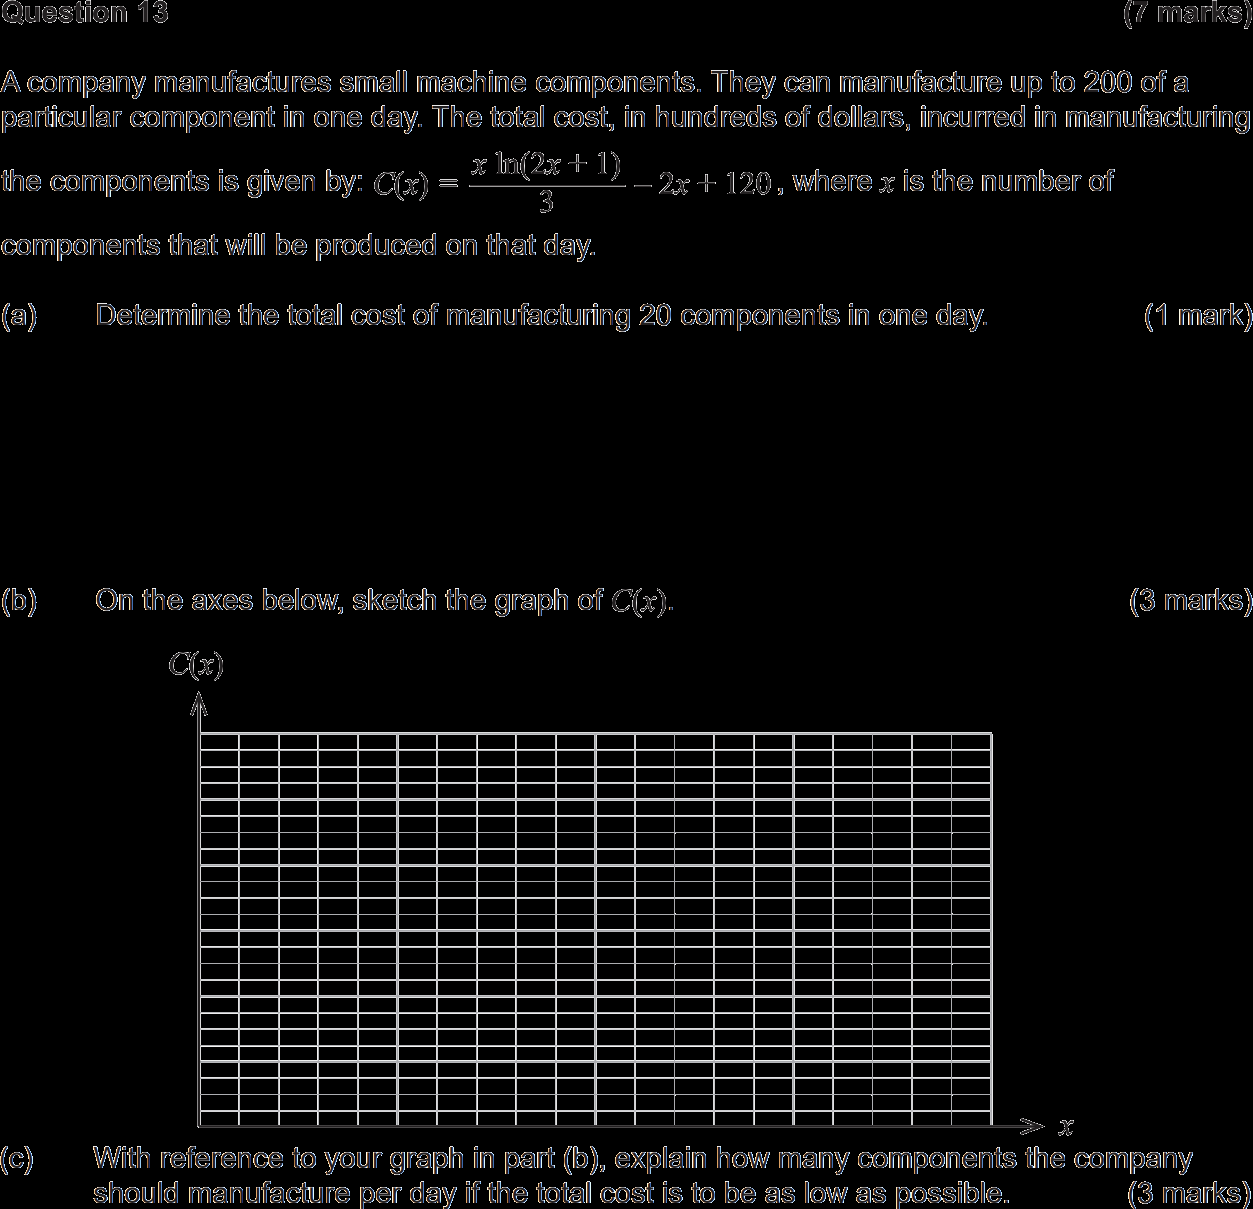 Question 13 (7 marks)
A company manufactures small machine components. They can manufacture up to 200 of a
particular component in one day. The total cost, in hundreds of dollars, incurred in manufacturing
the components is given by: C(x) = x ln(2x + 1) / 3 − 2x + 120, where x is the number of
components that will be produced on that day.
(a) Determine the total cost of manufacturing 20 components in one day. (1 mark)
(b) On the axes below, sketch the graph of C(x). (3 marks)
C(x)
x
(c) With reference to your graph in part (b), explain how many components the company
should manufacture per day if the total cost is to be as low as possible. (3 marks)